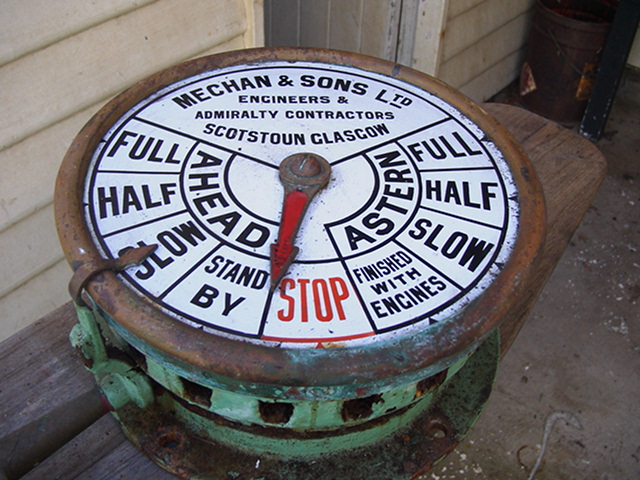 MECHAN & SONS LTD
ENGINEERS &
ADMIRALTY CONTRACTORS
SCOTSTOUN GLASGOW
FULL
HALF
SLOW
AHEAD
STAND
BY
STOP
FINISHED
WITH
ENGINES
ASTERN
FULL
HALF
SLOW